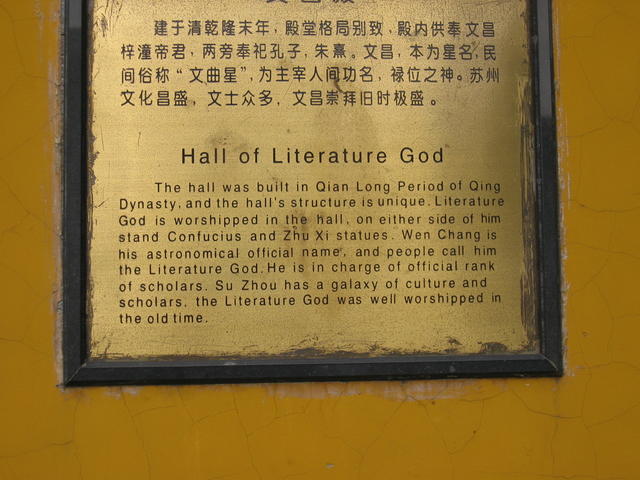 建于清乾隆末年，殿堂格局别致，殿内供奉文昌
梓潼帝君，两旁奉祀孔子，朱熹。文昌，本为星名，民
间俗称“文曲星”，为主宰人间功名，禄位之神。苏州
文化昌盛，文士众多，文昌崇拜旧时极盛。
Hall of Literature God
The hall was built in Qian Long Period of Qing
Dynasty, and the hall's structure is unique. Literature
God is worshipped in the hall, on either side of him
stand Confucius and Zhu Xi statues. Wen Chang is
his astronomical official name, and people call him
the Literature God. He is in charge of official rank
of scholars. Su Zhou has a galaxy of culture and
scholars, the Literature God was well worshipped in
the old time.